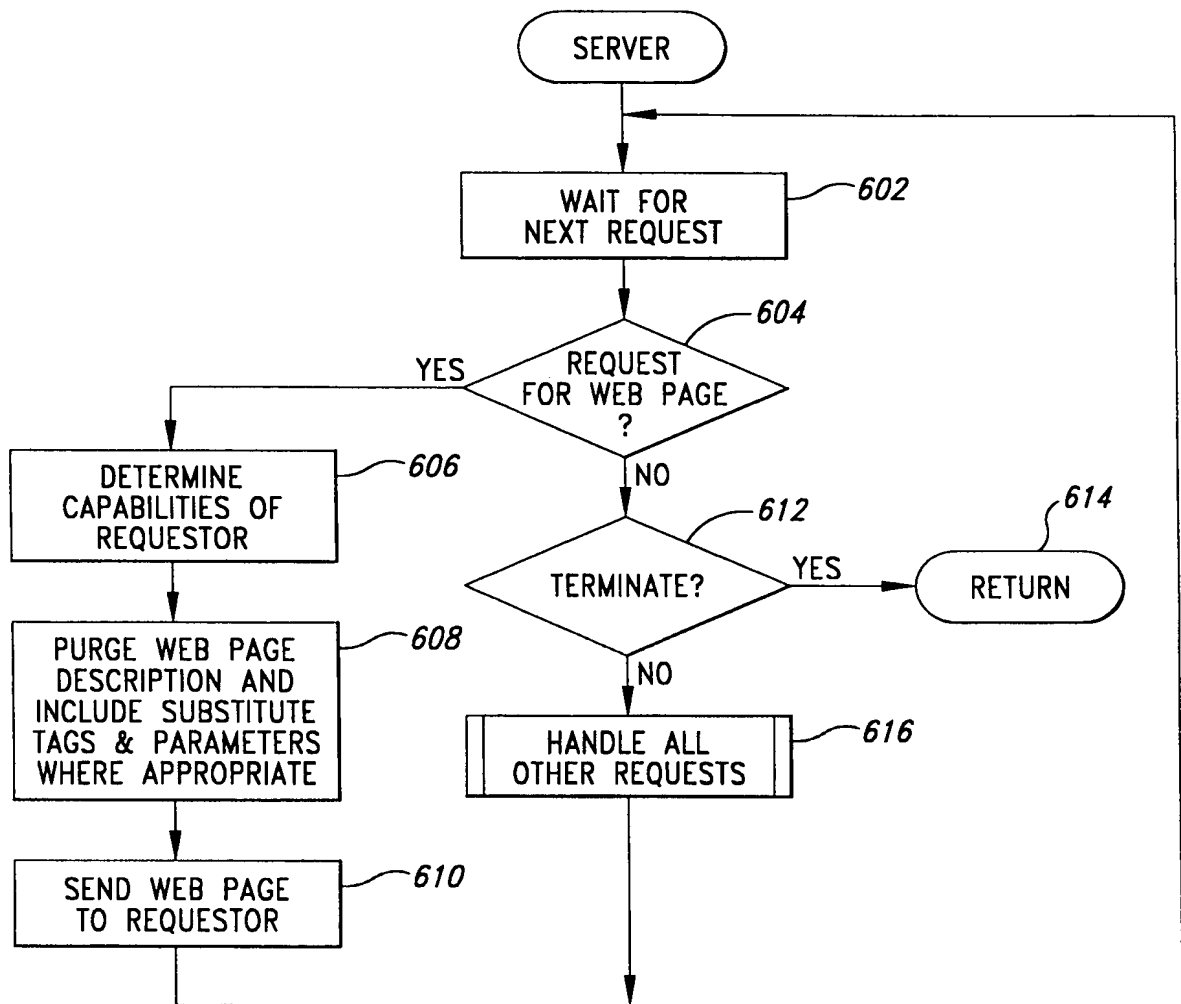 SERVER
WAIT FOR
NEXT REQUEST
602
604
REQUEST
FOR WEB PAGE
?
YES
NO
DETERMINE
CAPABILITIES OF
REQUESTOR
606
612
TERMINATE?
YES
614
RETURN
NO
PURGE WEB PAGE
DESCRIPTION AND
INCLUDE SUBSTITUTE
TAGS & PARAMETERS
WHERE APPROPRIATE
608
HANDLE ALL
OTHER REQUESTS
616
SEND WEB PAGE
TO REQUESTOR
610